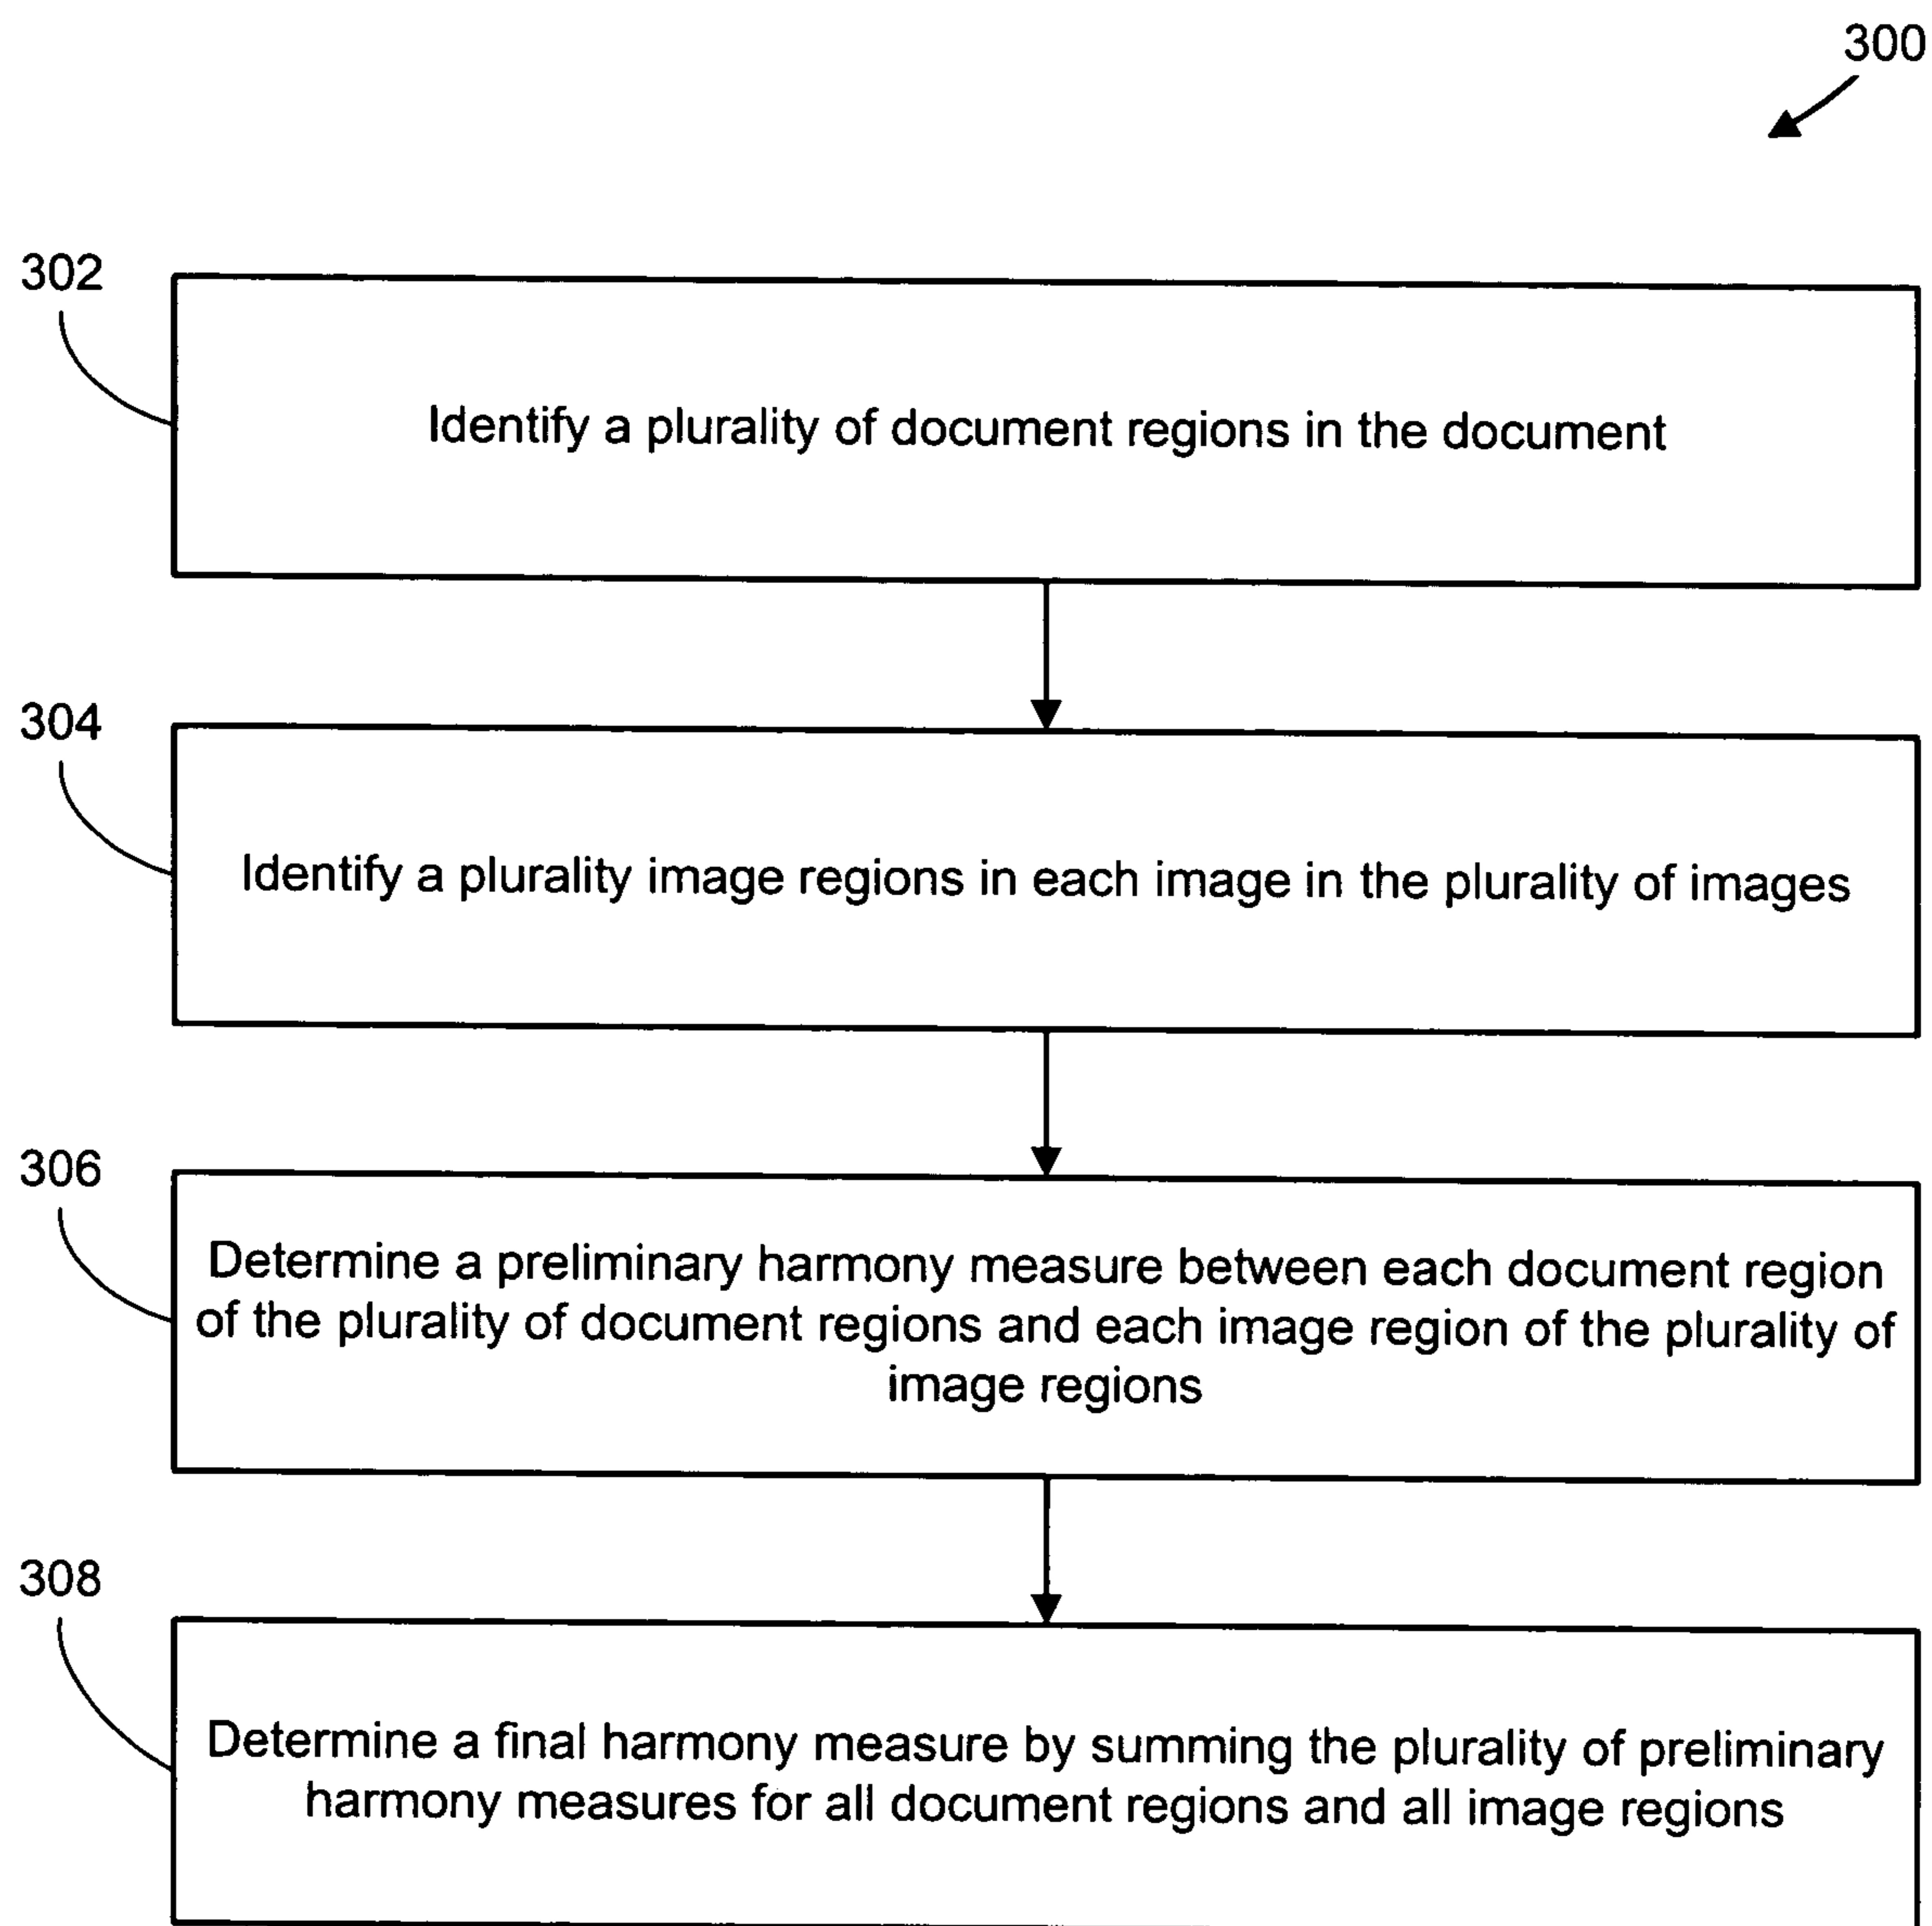 300
302
Identify a plurality of document regions in the document
304
Identify a plurality image regions in each image in the plurality of images
306
Determine a preliminary harmony measure between each document region
of the plurality of document regions and each image region of the plurality of
image regions
308
Determine a final harmony measure by summing the plurality of preliminary
harmony measures for all document regions and all image regions